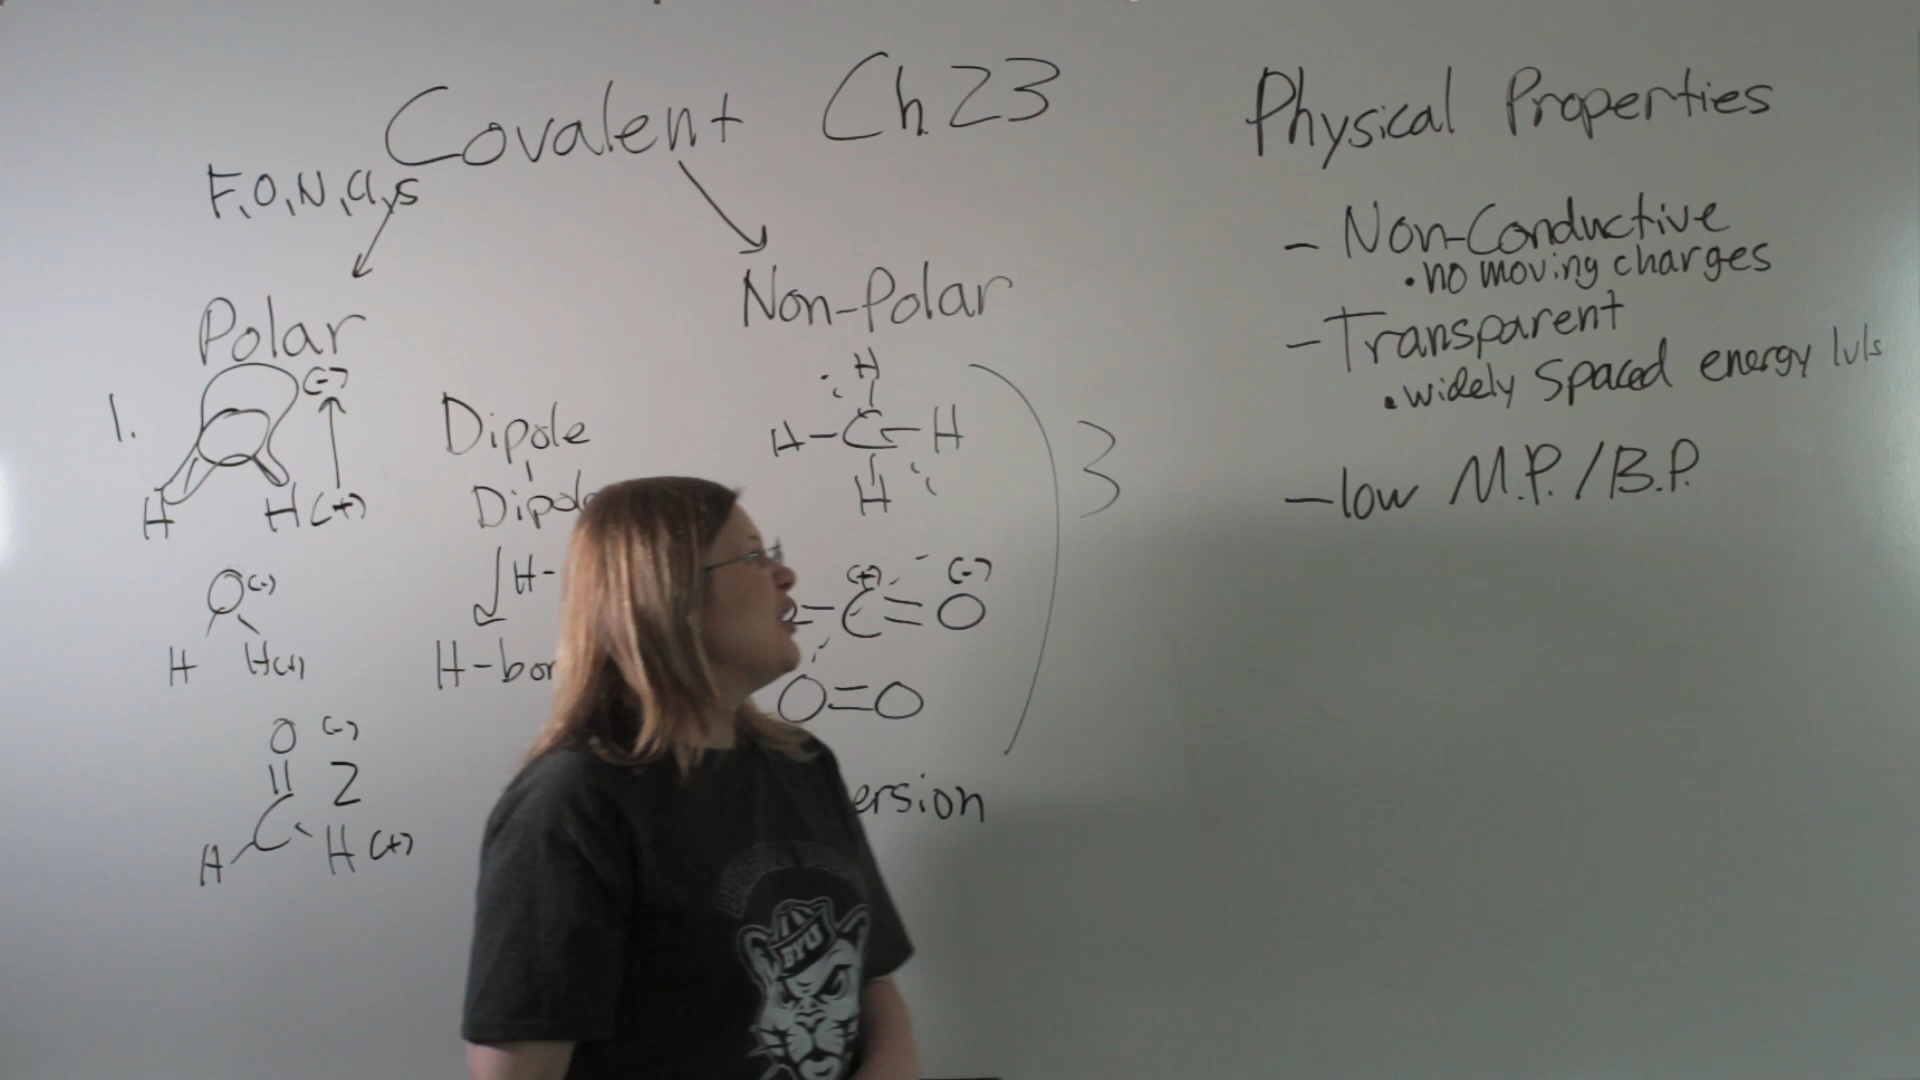 Covalent Ch 23
F, O, N, Cl, S
Polar
1.
(-)
H
H (+)
O (-)
H
H (+)
O (-)
||
2
C
H
H (+)
Dipole
-
Dipole
H-
H-bon
Non-Polar
H
H-C-H
H
(+) (-)
-C=O
O=O
ersion
3
Physical Properties
- Non-Conductive
• no moving charges
- Transparent
• widely spaced energy lvls
- low M.P./B.P.
BYU